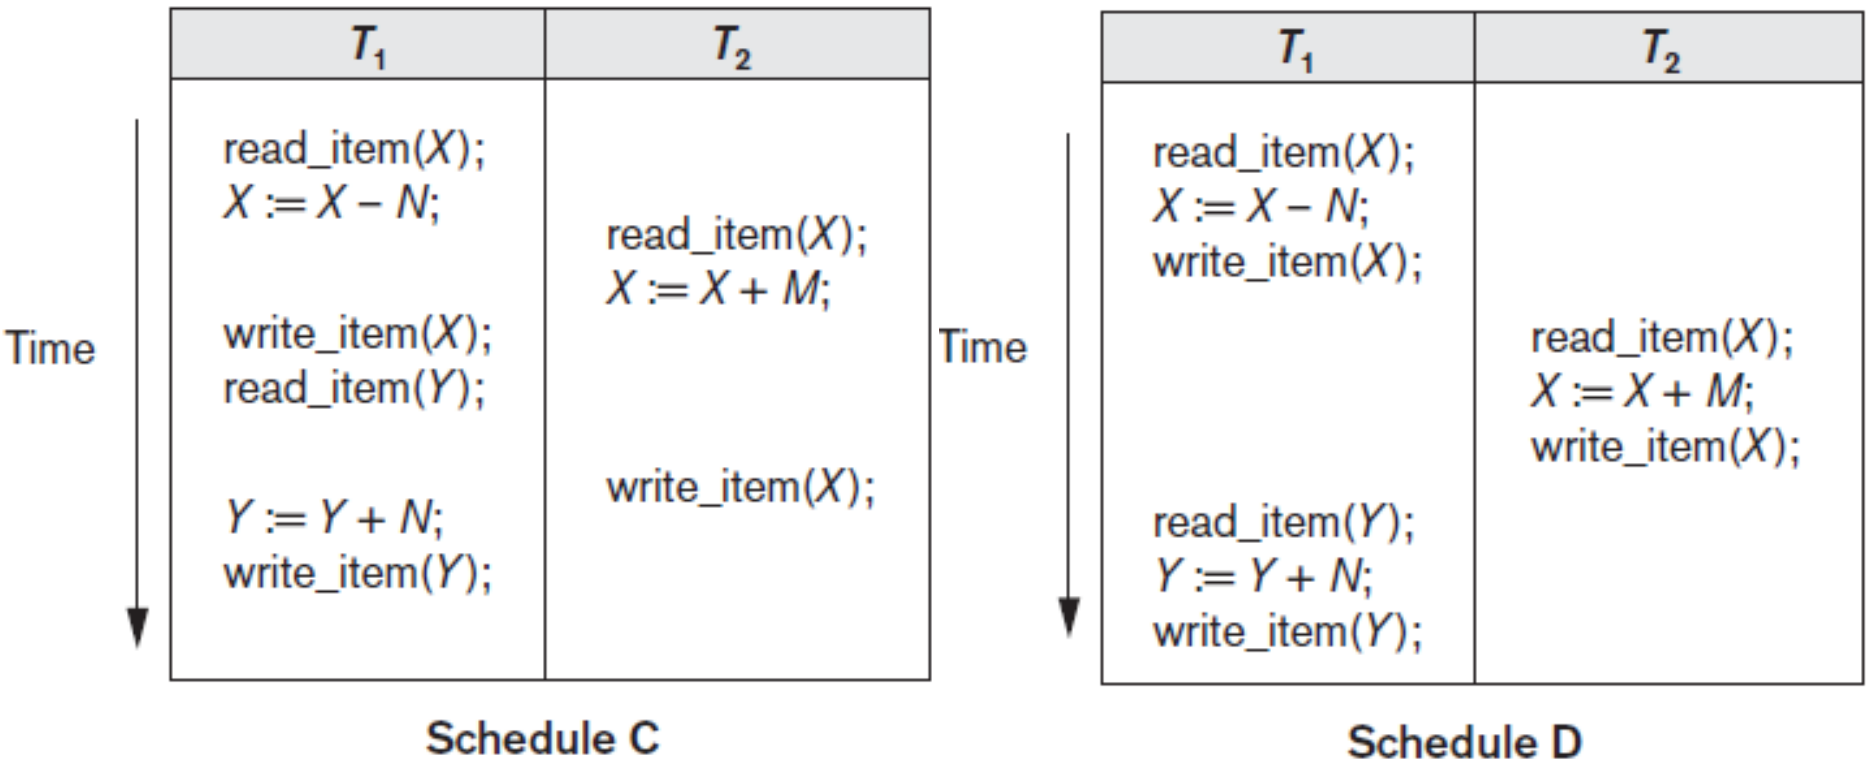 T1
T2
read_item(X);
X := X – N;
read_item(X);
X := X + M;
write_item(X);
read_item(Y);
write_item(X);
Y := Y + N;
write_item(Y);
Time
Schedule C
T1
T2
read_item(X);
X := X – N;
write_item(X);
read_item(X);
X := X + M;
write_item(X);
read_item(Y);
Y := Y + N;
write_item(Y);
Time
Schedule D